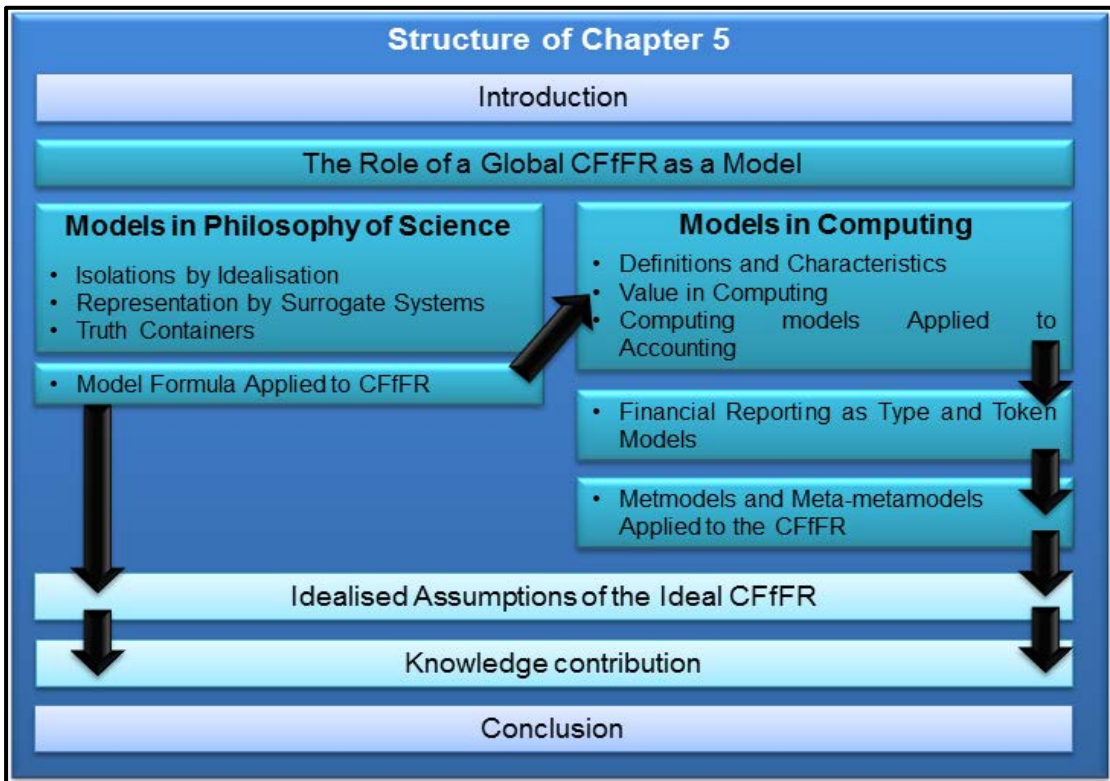 Structure of Chapter 5
Introduction
The Role of a Global CFfFR as a Model
Models in Philosophy of Science
• Isolations by Idealisation
• Representation by Surrogate Systems
• Truth Containers
• Model Formula Applied to CFfFR
Models in Computing
• Definitions and Characteristics
• Value in Computing
• Computing models Applied to
Accounting
• Financial Reporting as Type and Token
Models
• Metmodels and Meta-metamodels
Applied to the CFfFR
Idealised Assumptions of the Ideal CFfFR
Knowledge contribution
Conclusion